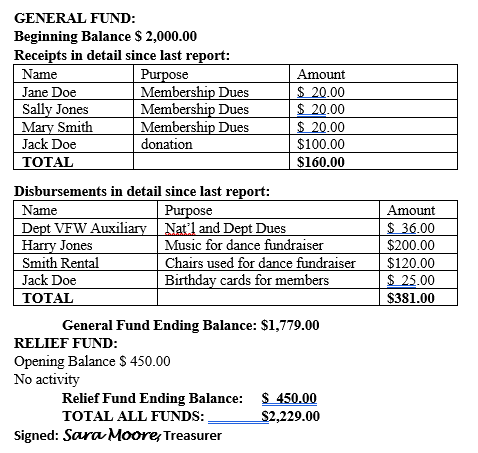 GENERAL FUND:
Beginning Balance $ 2,000.00
Receipts in detail since last report:
Name Purpose Amount
Jane Doe Membership Dues $ 20.00
Sally Jones Membership Dues $ 20.00
Mary Smith Membership Dues $ 20.00
Jack Doe donation $100.00
TOTAL $160.00
Disbursements in detail since last report:
Name Purpose Amount
Dept VFW Auxiliary Nat'l and Dept Dues $ 36.00
Harry Jones Music for dance fundraiser $200.00
Smith Rental Chairs used for dance fundraiser $120.00
Jack Doe Birthday cards for members $ 25.00
TOTAL $381.00
General Fund Ending Balance: $1,779.00
RELIEF FUND:
Opening Balance $ 450.00
No activity
Relief Fund Ending Balance: $ 450.00
TOTAL ALL FUNDS: $2,229.00
Signed: Sara Moore, Treasurer